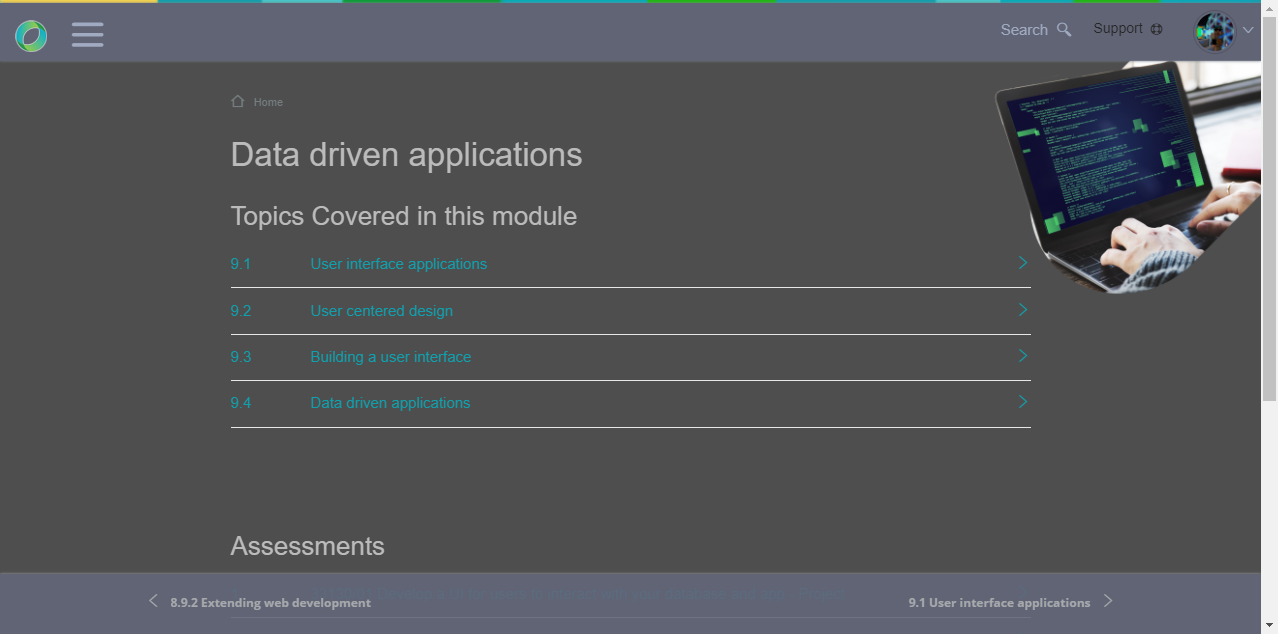 Search
Support
Home
Data driven applications
Topics Covered in this module
9.1 User interface applications
9.2 User centered design
9.3 Building a user interface
9.4 Data driven applications
Assessments
8.9.2 Extending web development
9.1 User interface applications